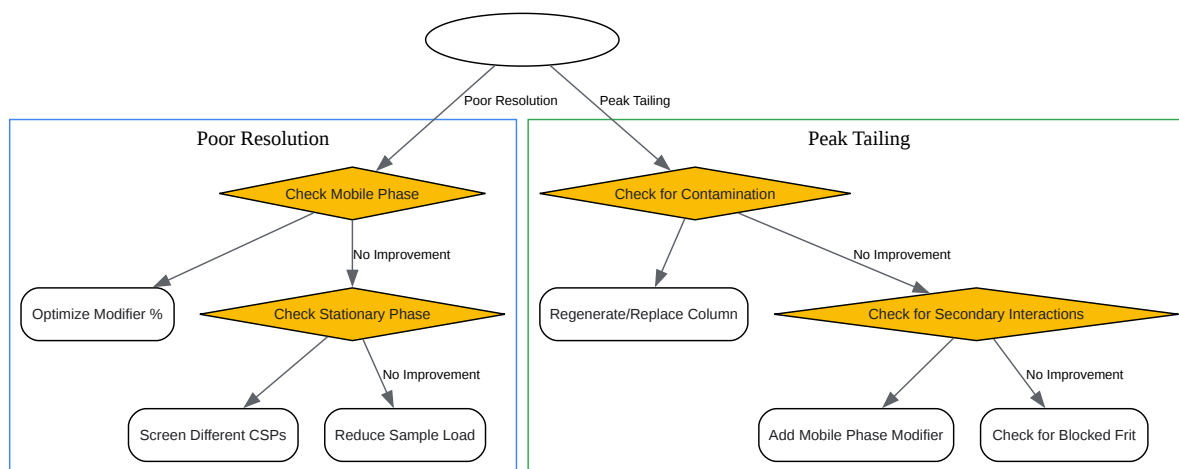 Poor Resolution
Peak Tailing
Poor Resolution
Peak Tailing
Check Mobile Phase
Check for Contamination
No Improvement
No Improvement
Optimize Modifier %
Check Stationary Phase
Regenerate/Replace Column
Check for Secondary Interactions
No Improvement
No Improvement
Screen Different CSPs
Reduce Sample Load
Add Mobile Phase Modifier
Check for Blocked Frit